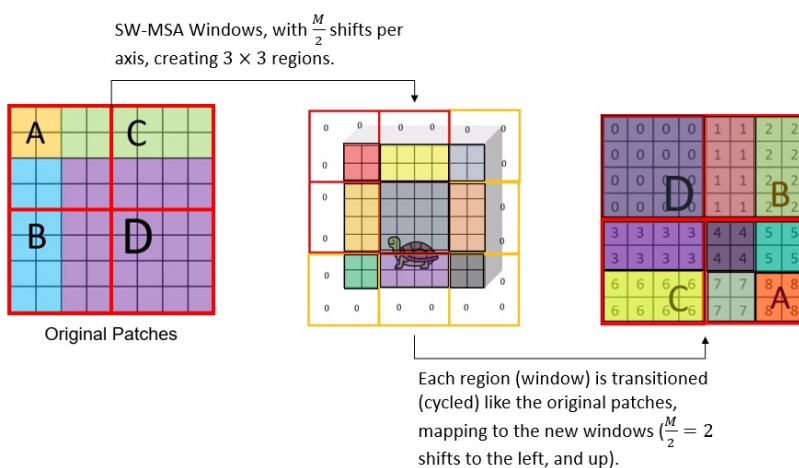 SW-MSA Windows, with M/2 shifts per
axis, creating 3 × 3 regions.
A C
B D
Original Patches
0 0 0 0 0 0
0 0
0 0
0 0
0 0
0 0 0 0 0 0
0 0 0 0 1 1 2 2
0 0 0 0 1 1 2 2
0 0 0 0 1 1 2 2
0 0 0 0 1 1 2 2
D B
3 3 3 3 4 4 5 5
3 3 3 3 4 4 5 5
6 6 6 6 7 7 8 8
6 6 6 6 7 7 8 8
C A
Each region (window) is transitioned
(cycled) like the original patches,
mapping to the new windows (M/2 = 2
shifts to the left, and up).